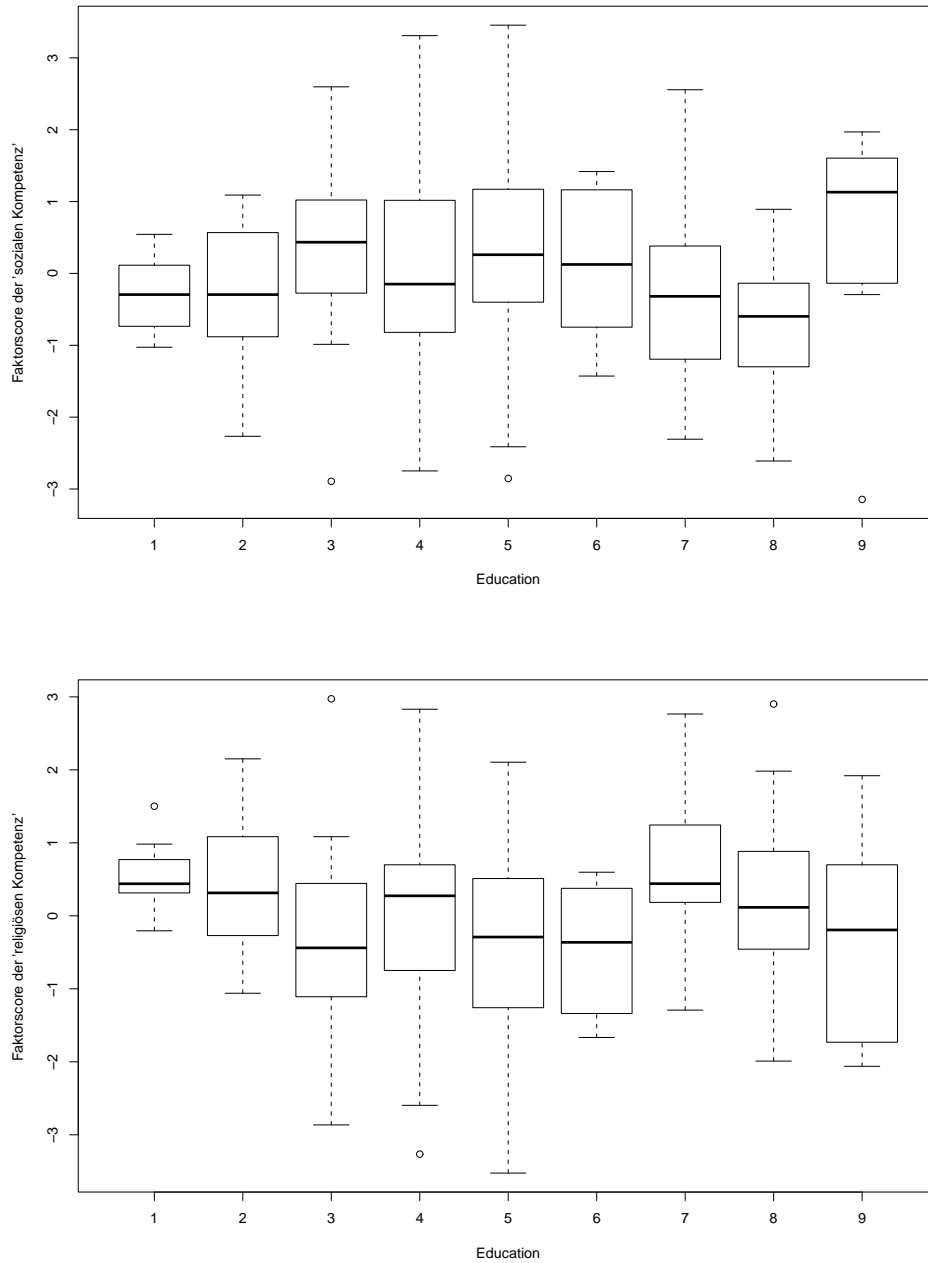 Faktorscore der 'sozialen Kompetenz'
3
2
1
0
−1
−2
−3
1 2 3 4 5 6 7 8 9
Education
Faktorscore der 'religiösen Kompetenz'
3
2
1
0
−1
−2
−3
1 2 3 4 5 6 7 8 9
Education